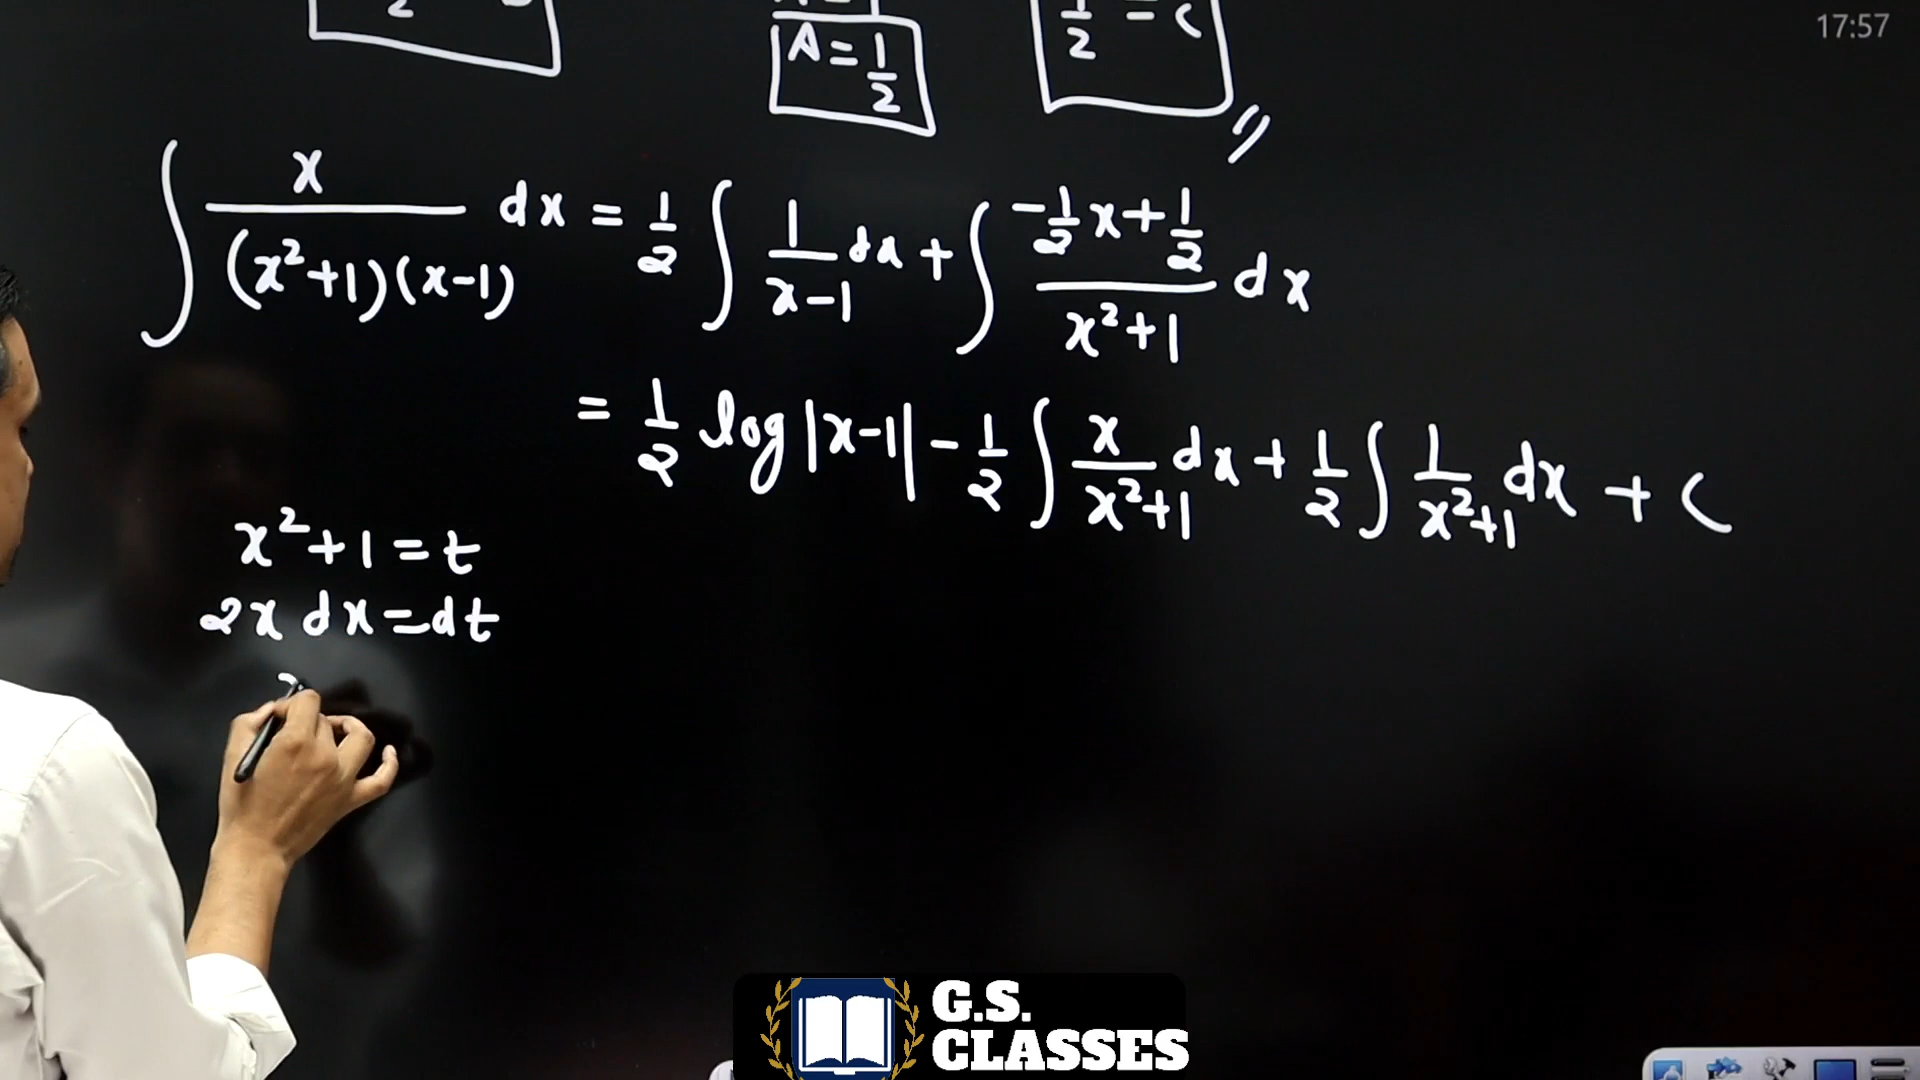 17:57
A = 1/2
1/2 = C
∫ x/((x²+1)(x-1)) dx = 1/2 ∫ 1/(x-1) dx + ∫ (-1/2 x + 1/2)/(x²+1) dx
= 1/2 log|x-1| - 1/2 ∫ x/(x²+1) dx + 1/2 ∫ 1/(x²+1) dx + C
x²+1 = t
2x dx = dt
G.S.
CLASSES